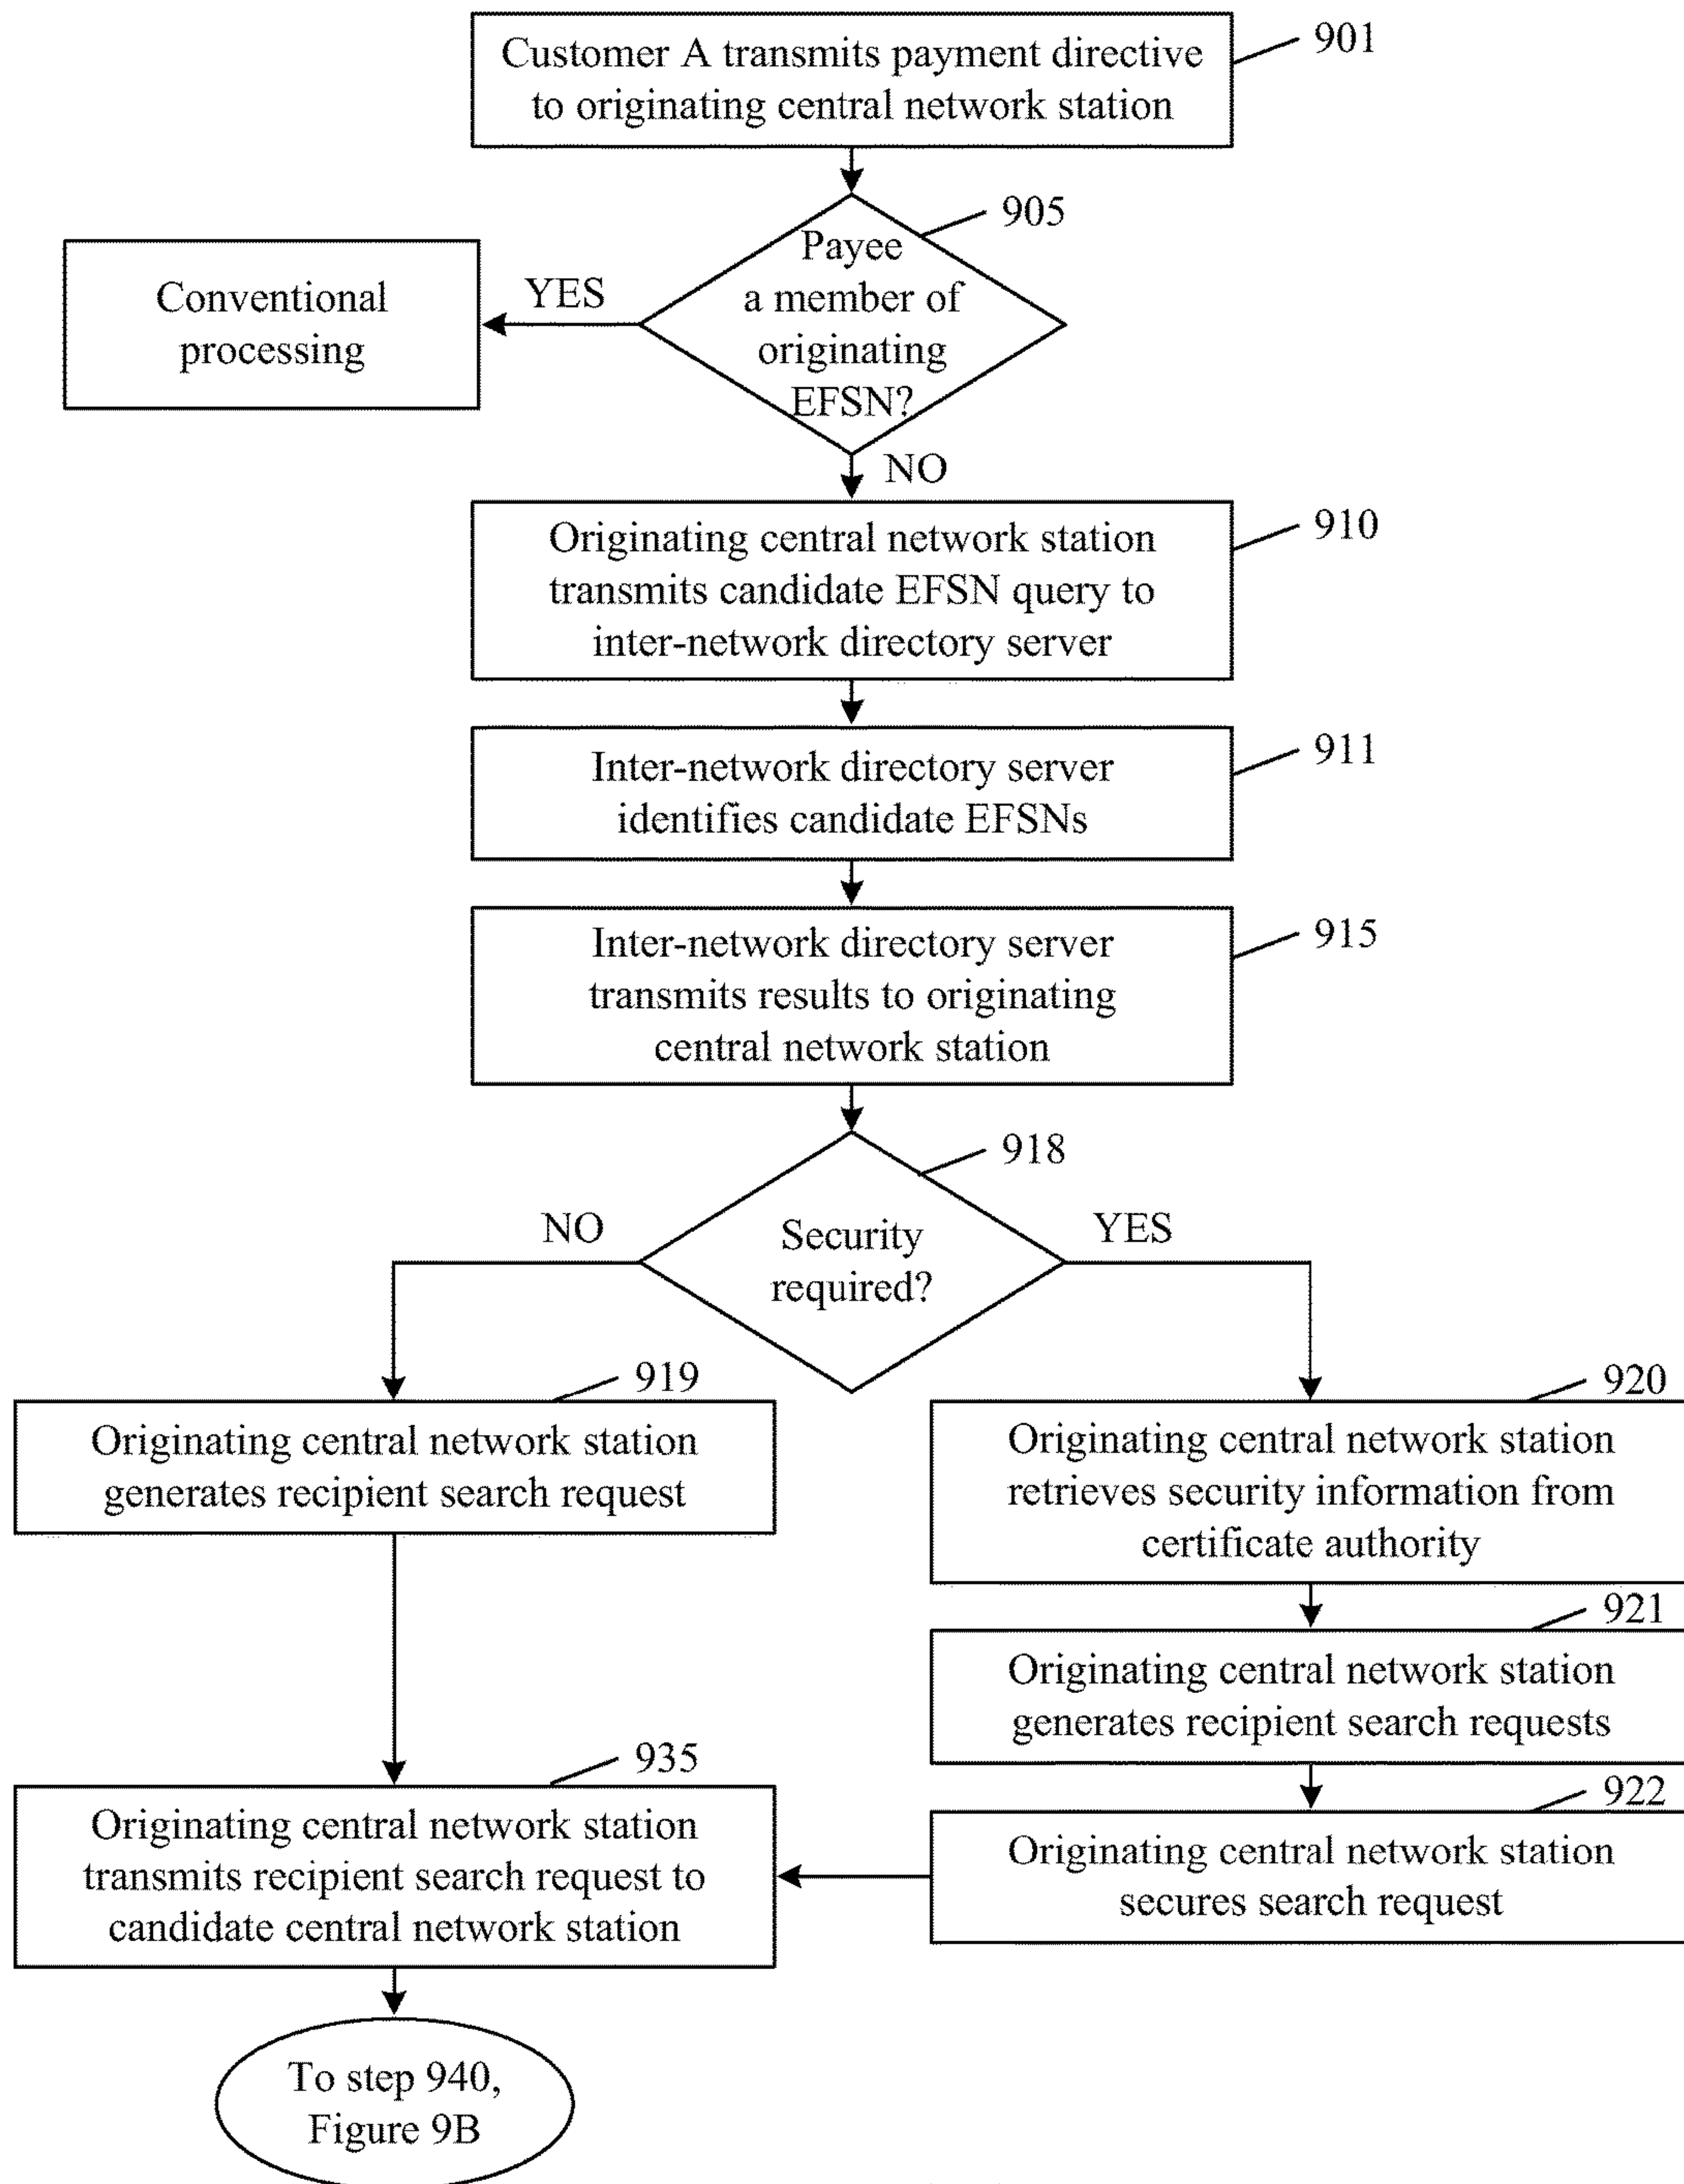 Customer A transmits payment directive
to originating central network station
901
905
Payee
a member of
originating
EFSN?
YES
Conventional
processing
NO
Originating central network station
transmits candidate EFSN query to
inter-network directory server
910
Inter-network directory server
identifies candidate EFSNs
911
Inter-network directory server
transmits results to originating
central network station
915
918
Security
required?
NO
YES
919
Originating central network station
generates recipient search request
920
Originating central network station
retrieves security information from
certificate authority
921
Originating central network station
generates recipient search requests
922
Originating central network station
secures search request
935
Originating central network station
transmits recipient search request to
candidate central network station
To step 940,
Figure 9B